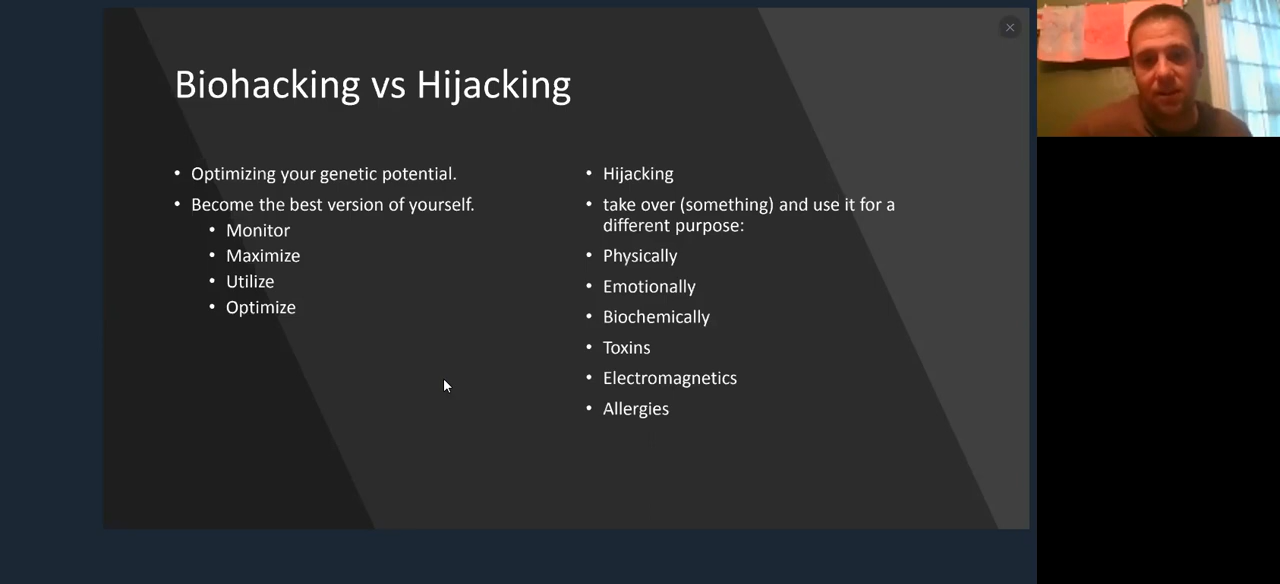 Biohacking vs Hijacking
• Optimizing your genetic potential.
• Become the best version of yourself.
• Monitor
• Maximize
• Utilize
• Optimize
• Hijacking
• take over (something) and use it for a
different purpose:
• Physically
• Emotionally
• Biochemically
• Toxins
• Electromagnetics
• Allergies